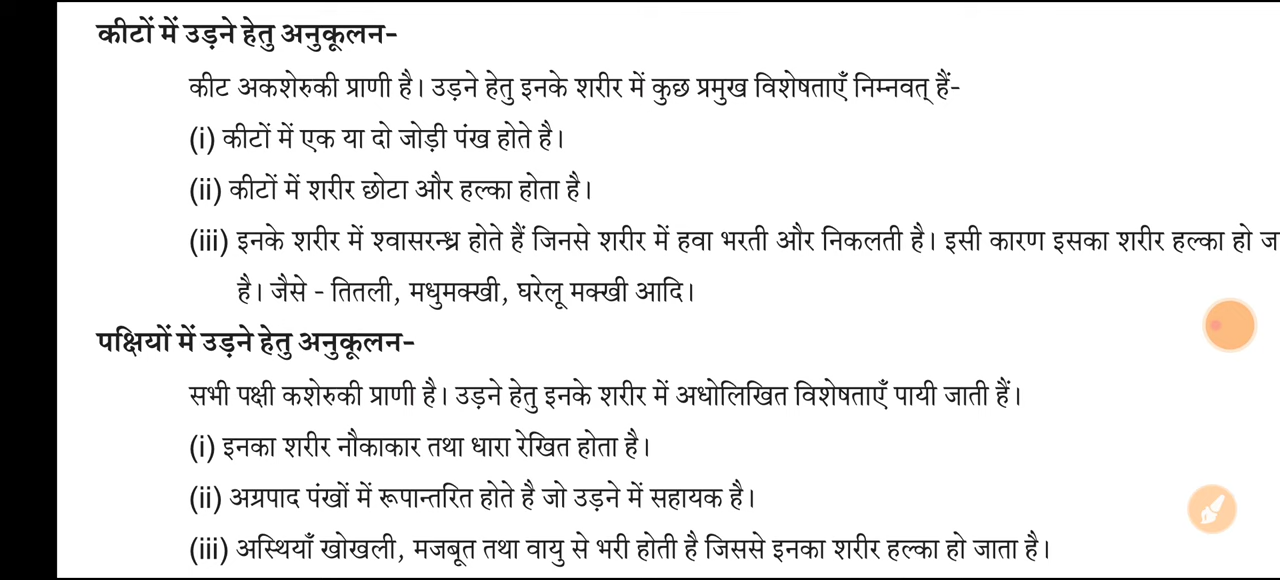 कीटों में उड़ने हेतु अनुकूलन-
कीट अकशेरुकी प्राणी है। उड़ने हेतु इनके शरीर में कुछ प्रमुख विशेषताएँ निम्नवत् हैं-
(i) कीटों में एक या दो जोड़ी पंख होते है।
(ii) कीटों में शरीर छोटा और हल्का होता है।
(iii) इनके शरीर में श्वासरन्ध्र होते हैं जिनसे शरीर में हवा भरती और निकलती है। इसी कारण इसका शरीर हल्का हो
है। जैसे - तितली, मधुमक्खी, घरेलू मक्खी आदि।
पक्षियों में उड़ने हेतु अनुकूलन-
सभी पक्षी कशेरुकी प्राणी है। उड़ने हेतु इनके शरीर में अधोलिखित विशेषताएँ पायी जाती हैं।
(i) इनका शरीर नौकाकार तथा धारा रेखित होता है।
(ii) अग्रपाद पंखों में रूपान्तरित होते है जो उड़ने में सहायक है।
(iii) अस्थियाँ खोखली, मजबूत तथा वायु से भरी होती है जिससे इनका शरीर हल्का हो जाता है।